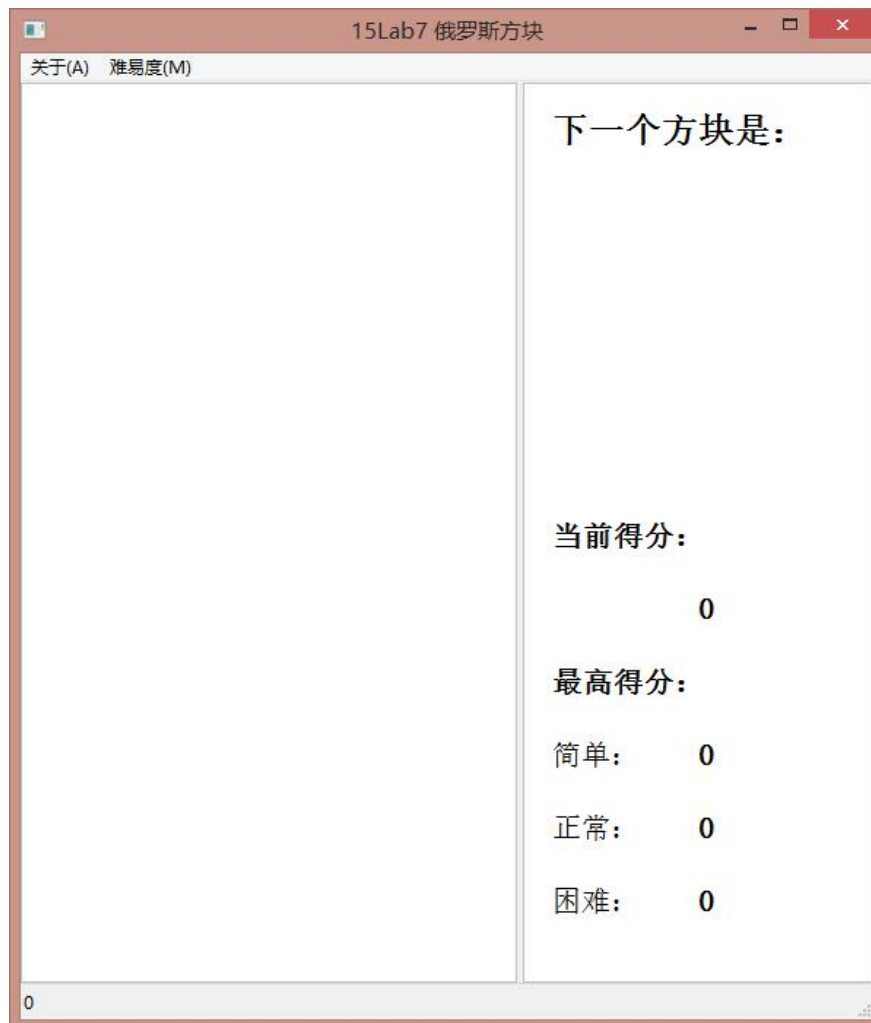 15Lab7 俄罗斯方块
关于(A) 难易度(M)
下一个方块是：
当前得分：
0
最高得分：
简单： 0
正常： 0
困难： 0
0